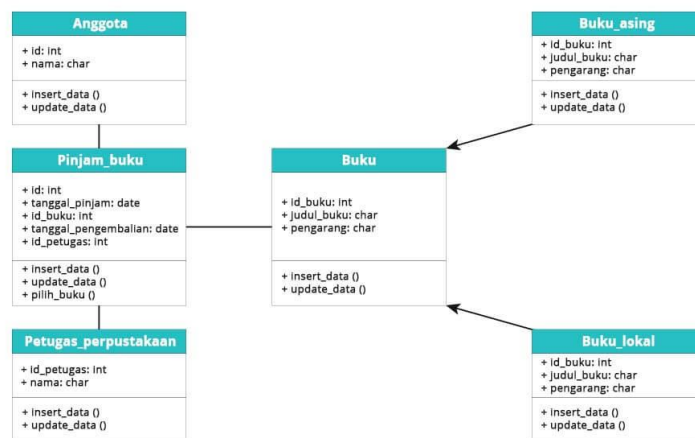 Anggota
+ id: int
+ nama: char
+ insert_data ()
+ update_data ()
Buku_asing
+ id_buku: int
+ judul_buku: char
+ pengarang: char
+ insert_data ()
+ update_data ()
Pinjam_buku
+ id: int
+ tanggal_pinjam: date
+ id_buku: int
+ tanggal_pengembalian: date
+ id_petugas: int
+ insert_data ()
+ update_data ()
+ pilih_buku ()
Buku
+ id_buku: int
+ judul_buku: char
+ pengarang: char
+ insert_data ()
+ update_data ()
Petugas_perpustakaan
+ id_petugas: int
+ nama: char
+ insert_data ()
+ update_data ()
Buku_lokal
+ id_buku: int
+ judul_buku: char
+ pengarang: char
+ insert_data ()
+ update_data ()